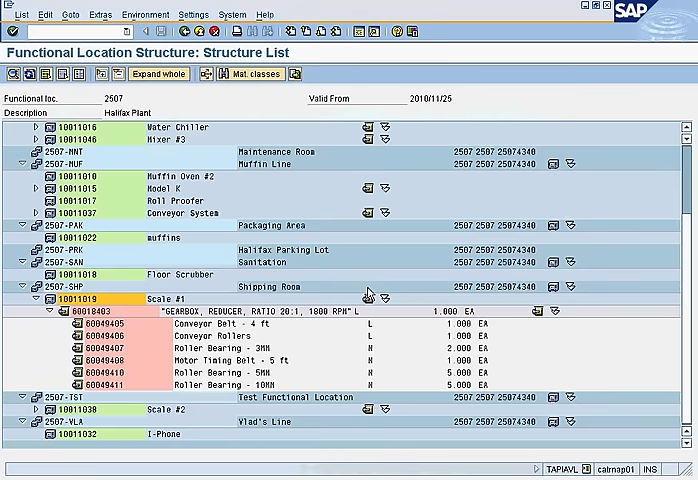 List Edit Goto Extras Environment Settings System Help
SAP
Functional Location Structure: Structure List
Expand whole Mat. classes
Functional loc. 2507 Valid From 2010/11/25
Description Halifax Plant
10011016 Water Chiller
10011046 Mixer #3
2507-MNT Maintenance Room 2507 2507 25074340
2507-MUF Muffin Line 2507 2507 25074340
10011010 Muffin Oven #2
10011015 Model K
10011017 Roll Proofer
10011037 Conveyor System
2507-PAK Packaging Area 2507 2507 25074340
10011022 muffins
2507-PRK Halifax Parking Lot 2507 2507 25074340
2507-SAN Sanitation 2507 2507 25074340
10011018 Floor Scrubber
2507-SHP Shipping Room 2507 2507 25074340
10011019 Scale #1
60018403 "GEARBOX, REDUCER, RATIO 20:1, 1800 RPM" L 1.000 EA
60049405 Conveyor Belt - 4 ft L 1.000 EA
60049406 Conveyor Rollers L 1.000 EA
60049407 Roller Bearing - 3MM N 2.000 EA
60049408 Motor Timing Belt - 5 ft N 1.000 EA
60049410 Roller Bearing - 5MM N 5.000 EA
60049411 Roller Bearing - 10MM N 5.000 EA
2507-TST Test Functional Location 2507 2507 25074340
10011038 Scale #2
2507-VLA Vlad's Line 2507 2507 25074340
10011032 I-Phone
TAPIAVL catrnap01 INS